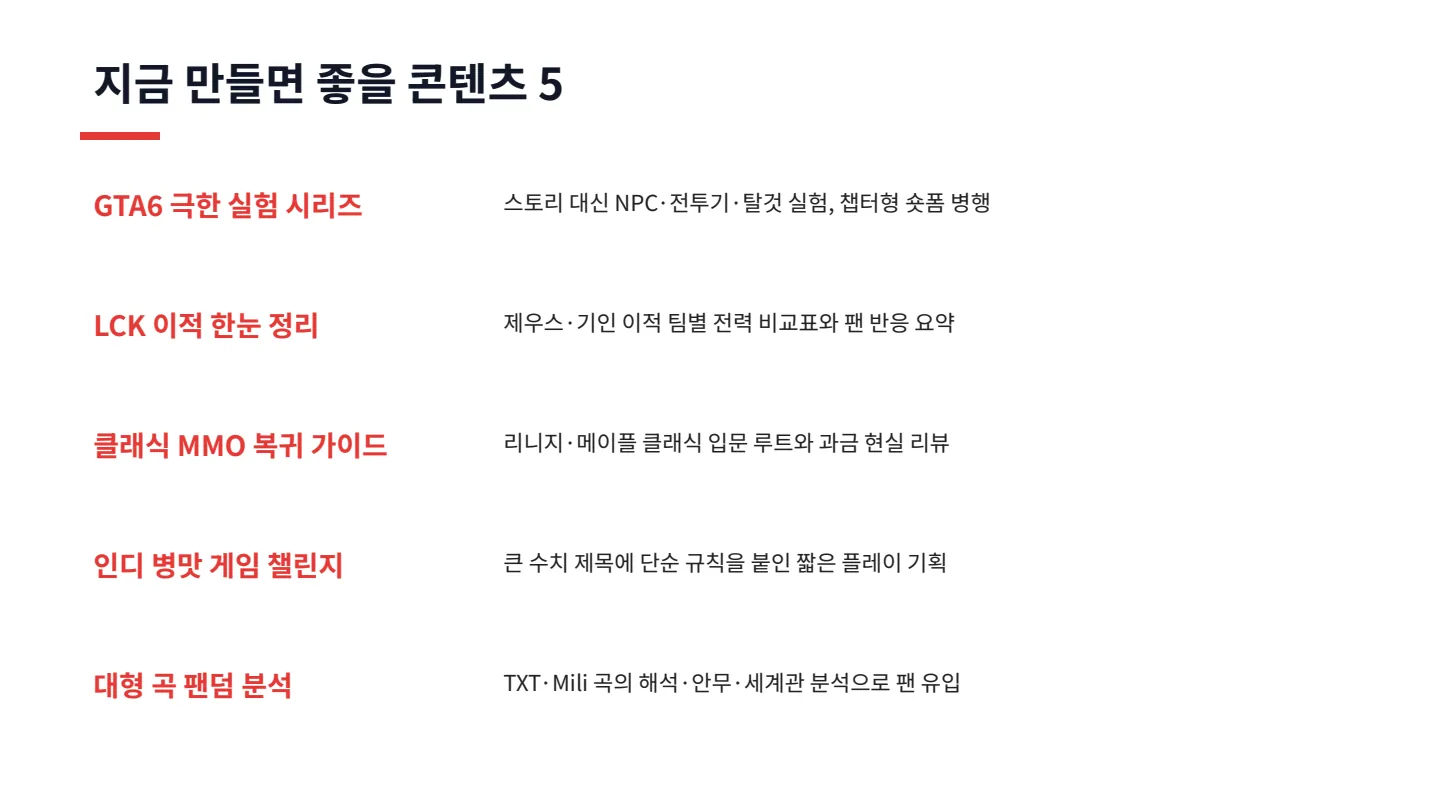 지금 만들면 좋을 콘텐츠 5
GTA6 극한 실험 시리즈
스토리 대신 NPC·전투기·탈것 실험, 챕터형 숏폼 병행
LCK 이적 한눈 정리
제우스·기인 이적 팀별 전력 비교표와 팬 반응 요약
클래식 MMO 복귀 가이드
리니지·메이플 클래식 입문 루트와 과금 현실 리뷰
인디 병맛 게임 챌린지
큰 수치 제목에 단순 규칙을 붙인 짧은 플레이 기획
대형 곡 팬덤 분석
TXT·Mili 곡의 해석·안무·세계관 분석으로 팬 유입